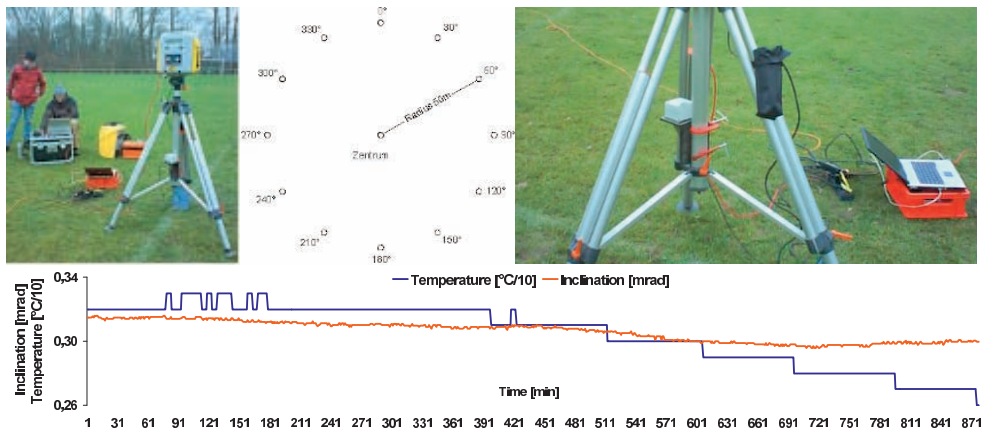 0°
330°
30°
300°
60°
Radius 50m
270°
90°
Zentrum
240°
120°
210°
150°
180°
0,34
Temperature [°C/10]
Inclination [mrad]
Inclination [mrad]
Temperature [°C/10]
0,30
0,26
Time [min]
1 31 61 91 121 151 181 211 241 271 301 331 361 391 421 451 481 511 541 571 601 631 661 691 721 751 781 811 841 871